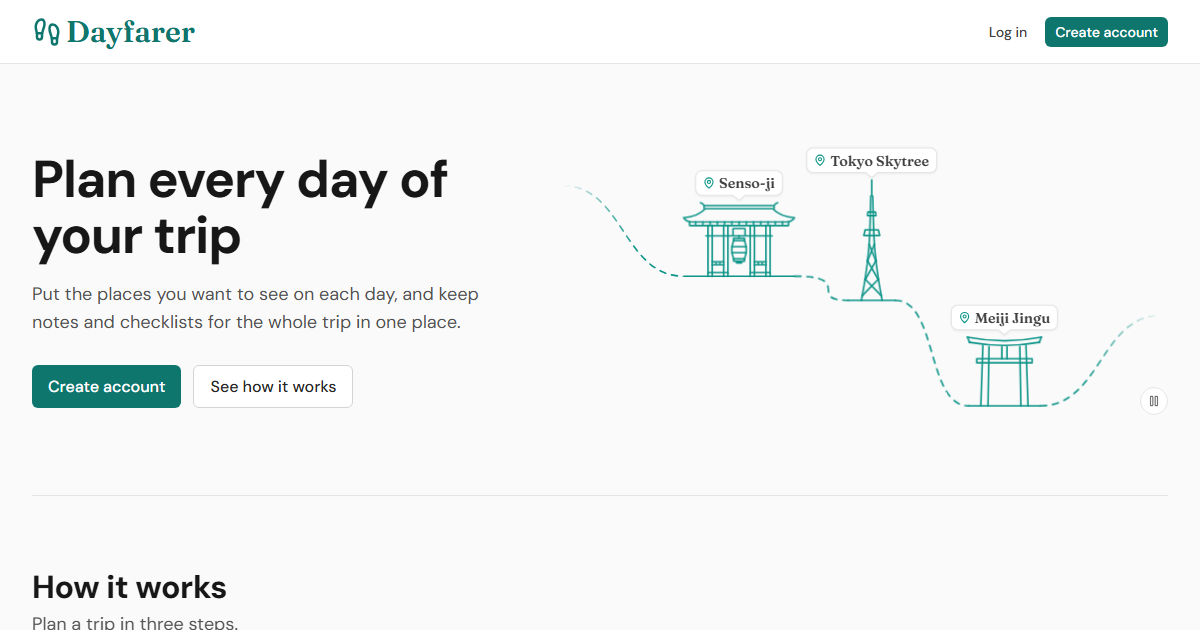 Dayfarer
Log in
Create account
Plan every day of
your trip
Put the places you want to see on each day, and keep
notes and checklists for the whole trip in one place.
Create account
See how it works
Senso-ji
Tokyo Skytree
Meiji Jingu
How it works
Plan a trip in three steps.